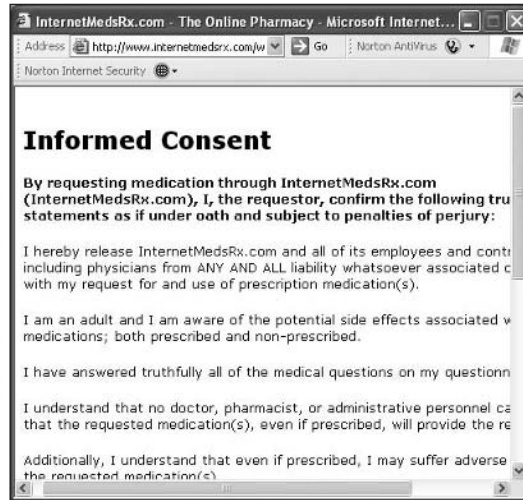 InternetMedsRx.com - The Online Pharmacy - Microsoft Internet...
Address http://www.internetmedsrx.com/w Go Norton AntiVirus
Norton Internet Security
Informed Consent
By requesting medication through InternetMedsRx.com
(InternetMedsRx.com), I, the requestor, confirm the following tru
statements as if under oath and subject to penalties of perjury:
I hereby release InternetMedsRx.com and all of its employees and contr
including physicians from ANY AND ALL liability whatsoever associated c
with my request for and use of prescription medication(s).
I am an adult and I am aware of the potential side effects associated w
medications; both prescribed and non-prescribed.
I have answered truthfully all of the medical questions on my questionn
I understand that no doctor, pharmacist, or administrative personnel ca
that the requested medication(s), even if prescribed, will provide the re
Additionally, I understand that even if prescribed, I may suffer adverse
the requested medication(s)